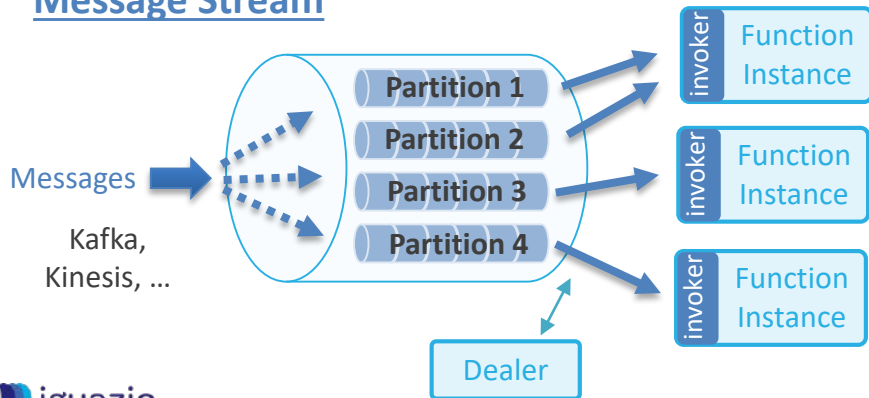 Message Stream
Partition 1
Partition 2
Partition 3
Partition 4
Messages
Kafka,
Kinesis, ...
invoker
Function
Instance
invoker
Function
Instance
invoker
Function
Instance
Dealer
iguazio